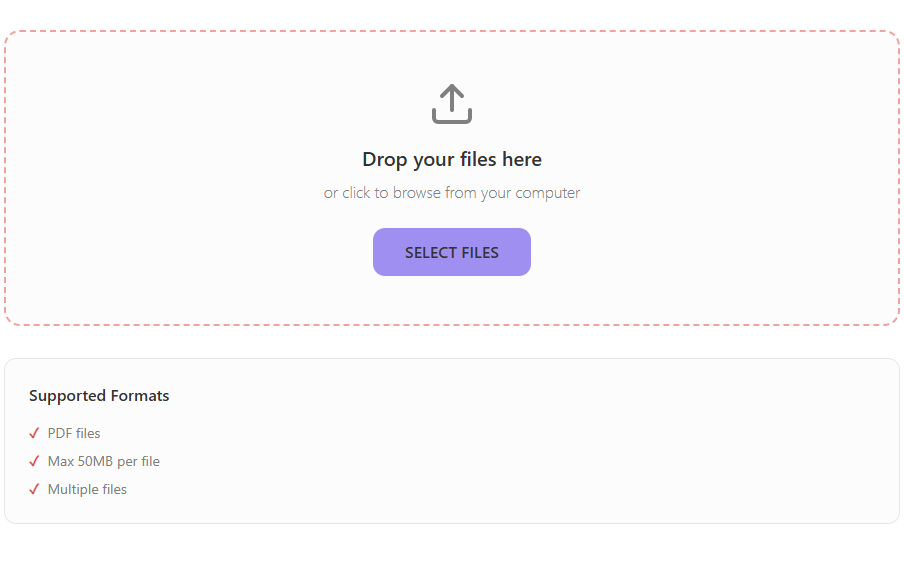 Drop your files here
or click to browse from your computer
SELECT FILES
Supported Formats
✓ PDF files
✓ Max 50MB per file
✓ Multiple files